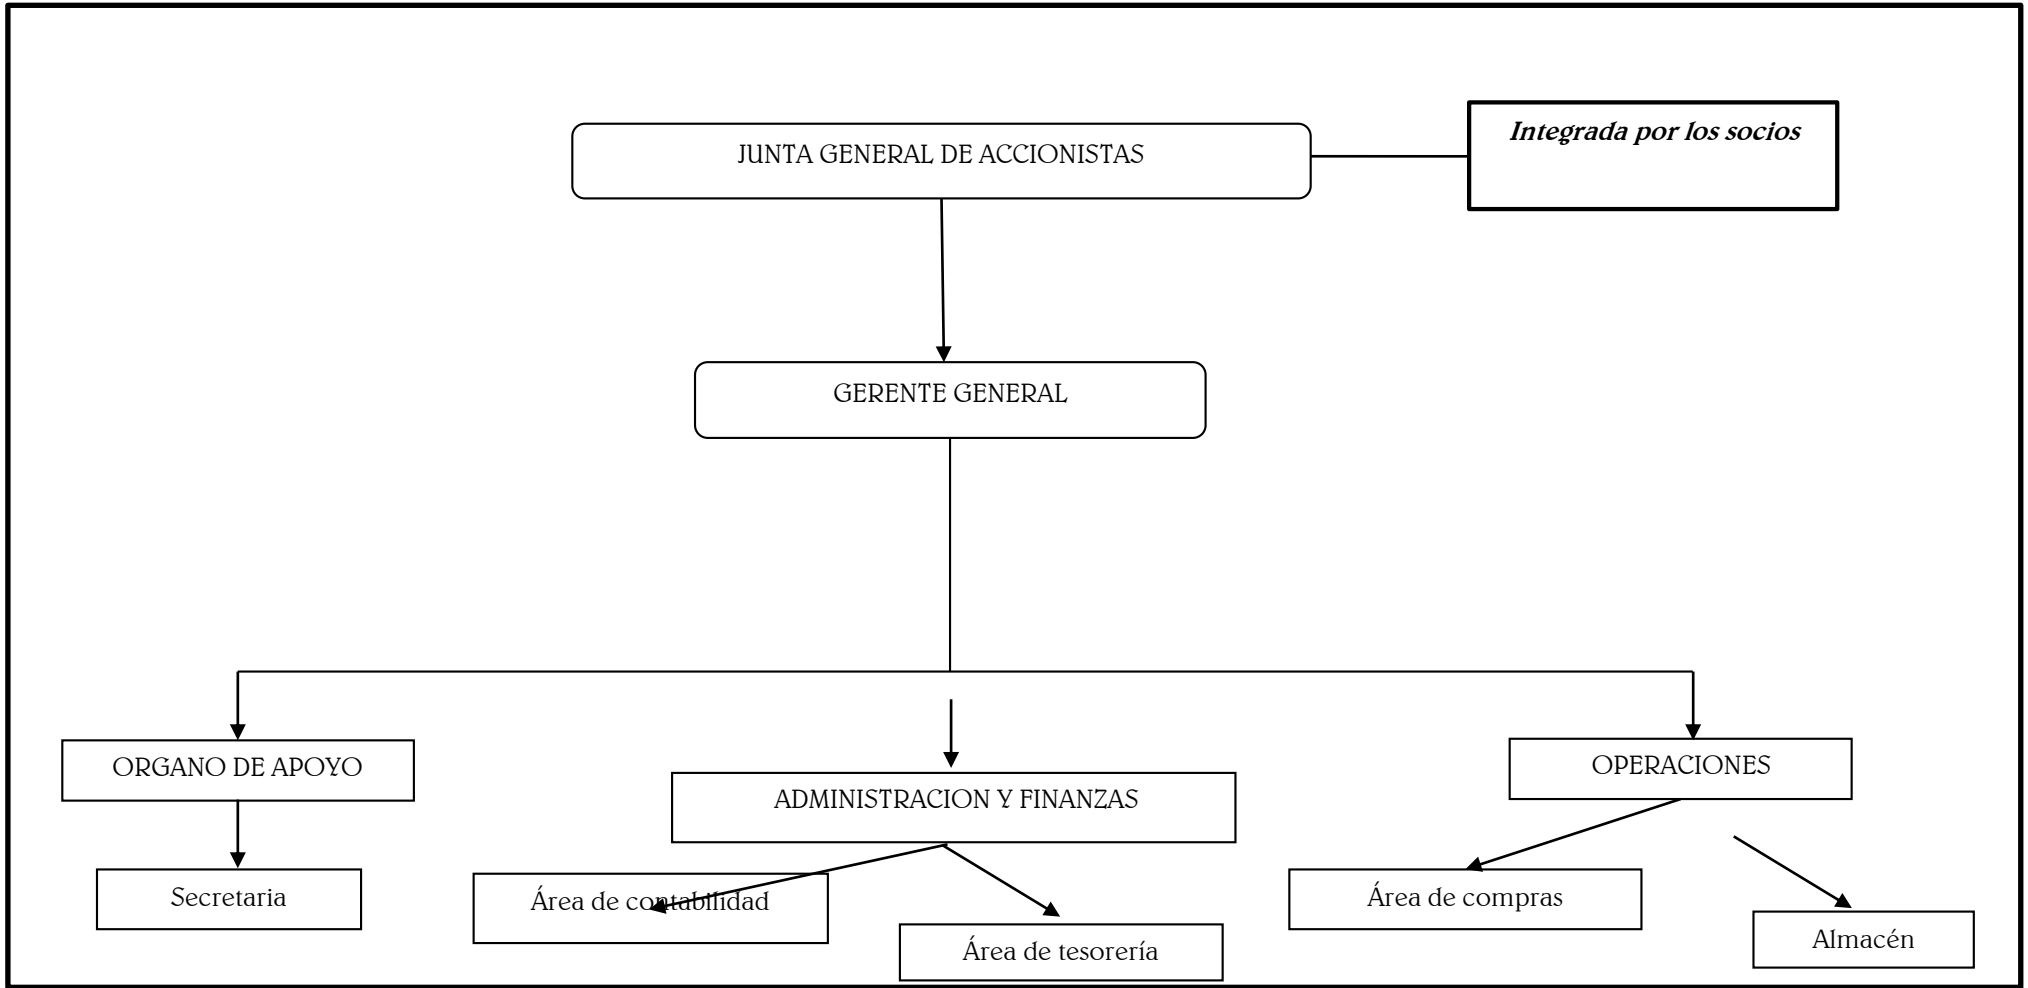 JUNTA GENERAL DE ACCIONISTAS
Integrada por los socios
GERENTE GENERAL
ORGANO DE APOYO
ADMINISTRACION Y FINANZAS
OPERACIONES
Secretaria
Área de contabilidad
Área de tesorería
Área de compras
Almacén